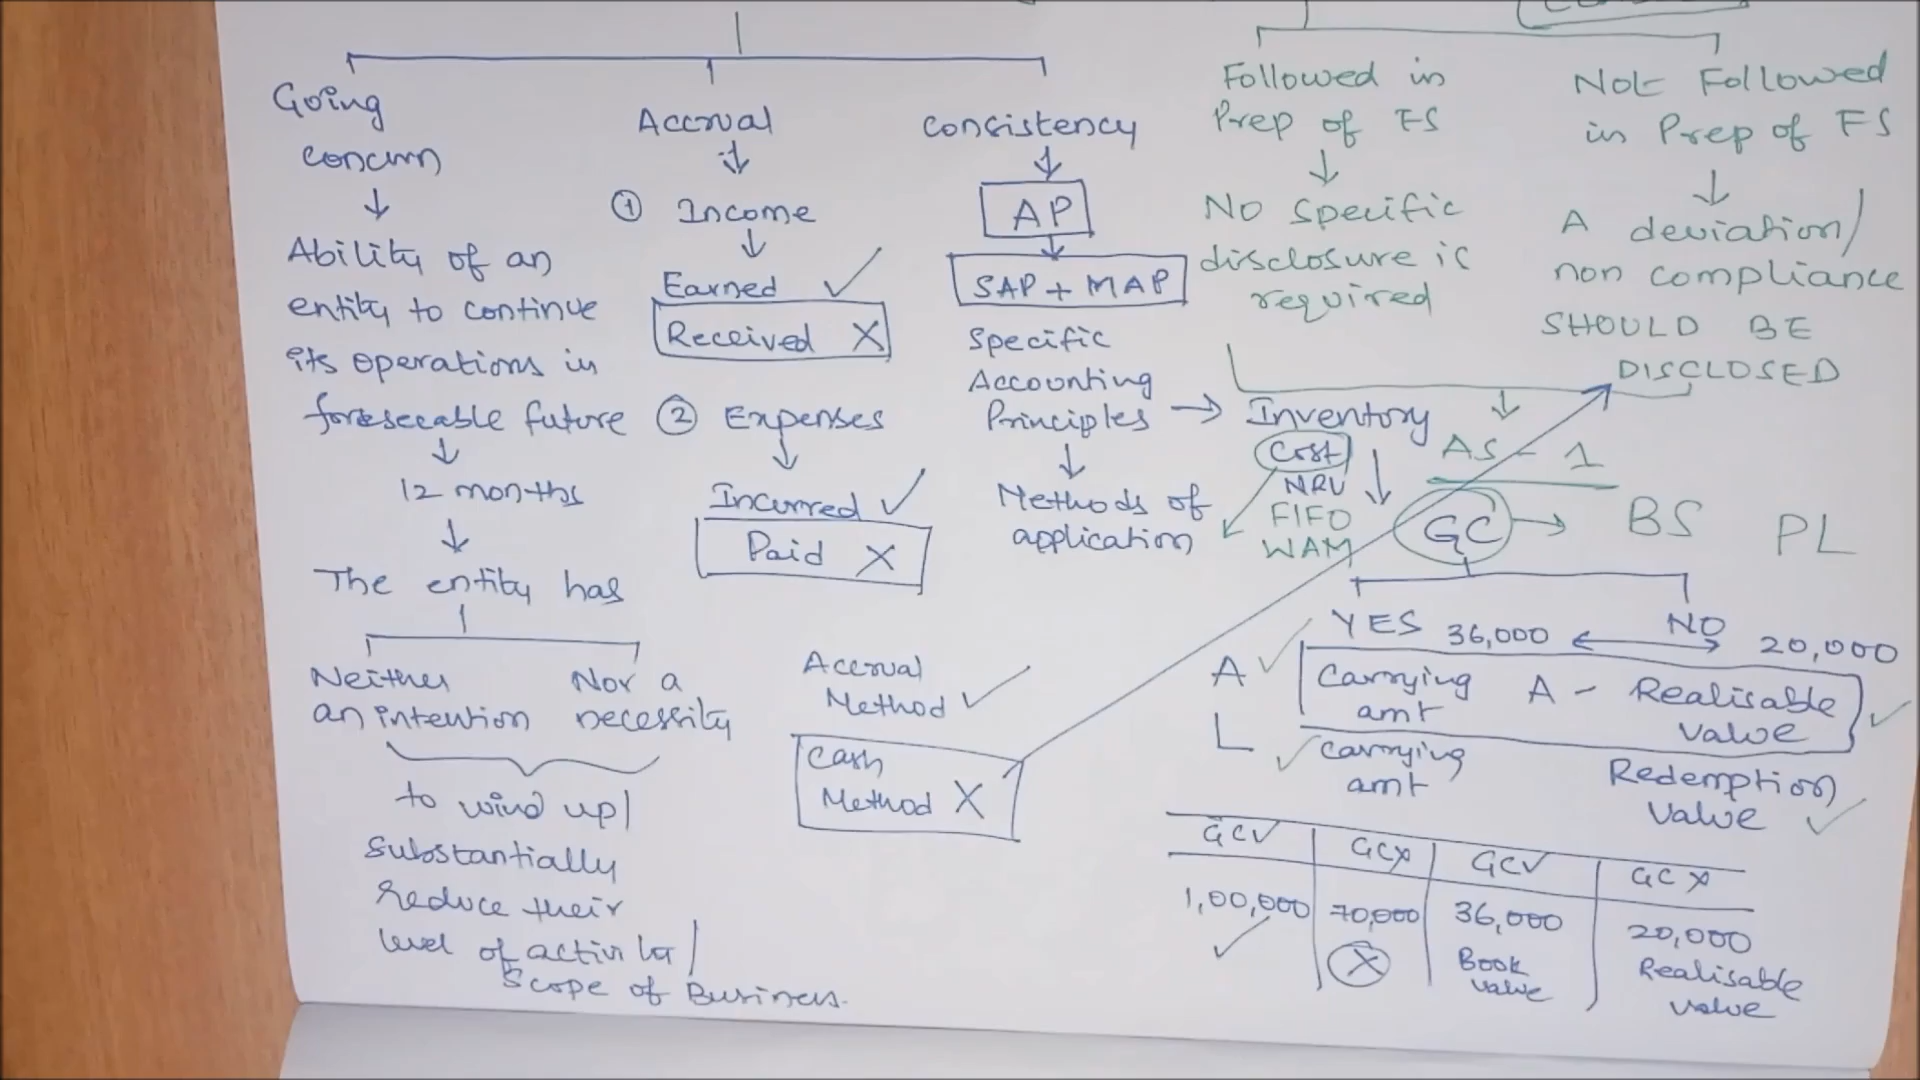 Going
concern
Ability of an
entity to continue
its operations in
foreseeable future
12 months
The entity has
Neither
an intention
Nor a
necessity
to wind up/
Substantially
reduce their
level of activity/
Scope of Business.
Accrual
① Income
Earned ✓
Received X
② Expenses
Incurred ✓
Paid X
Accrual
Method ✓
Cash
Method X
Consistency
AP
SAP + MAP
Specific
Accounting
Principles →
Methods of
application
Inventory
Cost
NRV
FIFO
WAM
Followed in
Prep of FS
No specific
disclosure is
required
Not Followed
in Prep of FS
A deviation/
non compliance
SHOULD BE
DISCLOSED
AS - 1
GC → BS PL
YES 36,000 NO 20,000
A ✓ Carrying
amt
A - Realisable
value ✓
L ✓ Carrying
amt
Redemption
Value ✓
GC✓ GCX GC✓ GCX
1,00,000 70,000 36,000 20,000
✓ X Book
value
Realisable
value